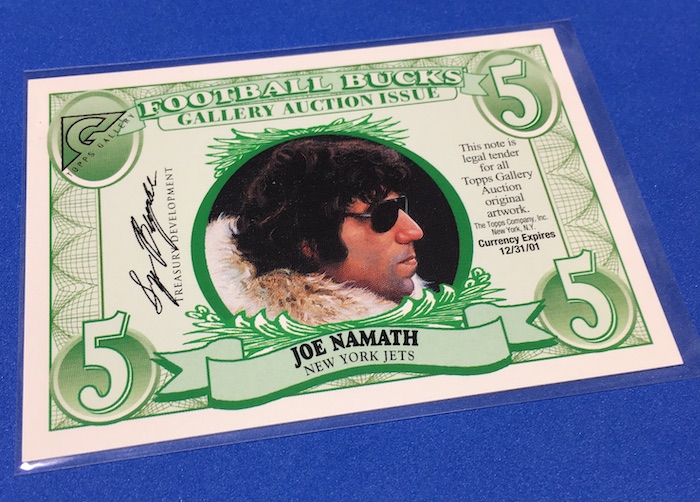 FOOTBALL BUCKS
GALLERY AUCTION ISSUE
5
TOPPS GALLERY
This note is
legal tender
for all
Topps Gallery
Auction
original
artwork.
The Topps Company, Inc.
New York, N.Y.
Currency Expires
12/31/01
TREASURY DEVELOPMENT
5
5
JOE NAMATH
NEW YORK JETS